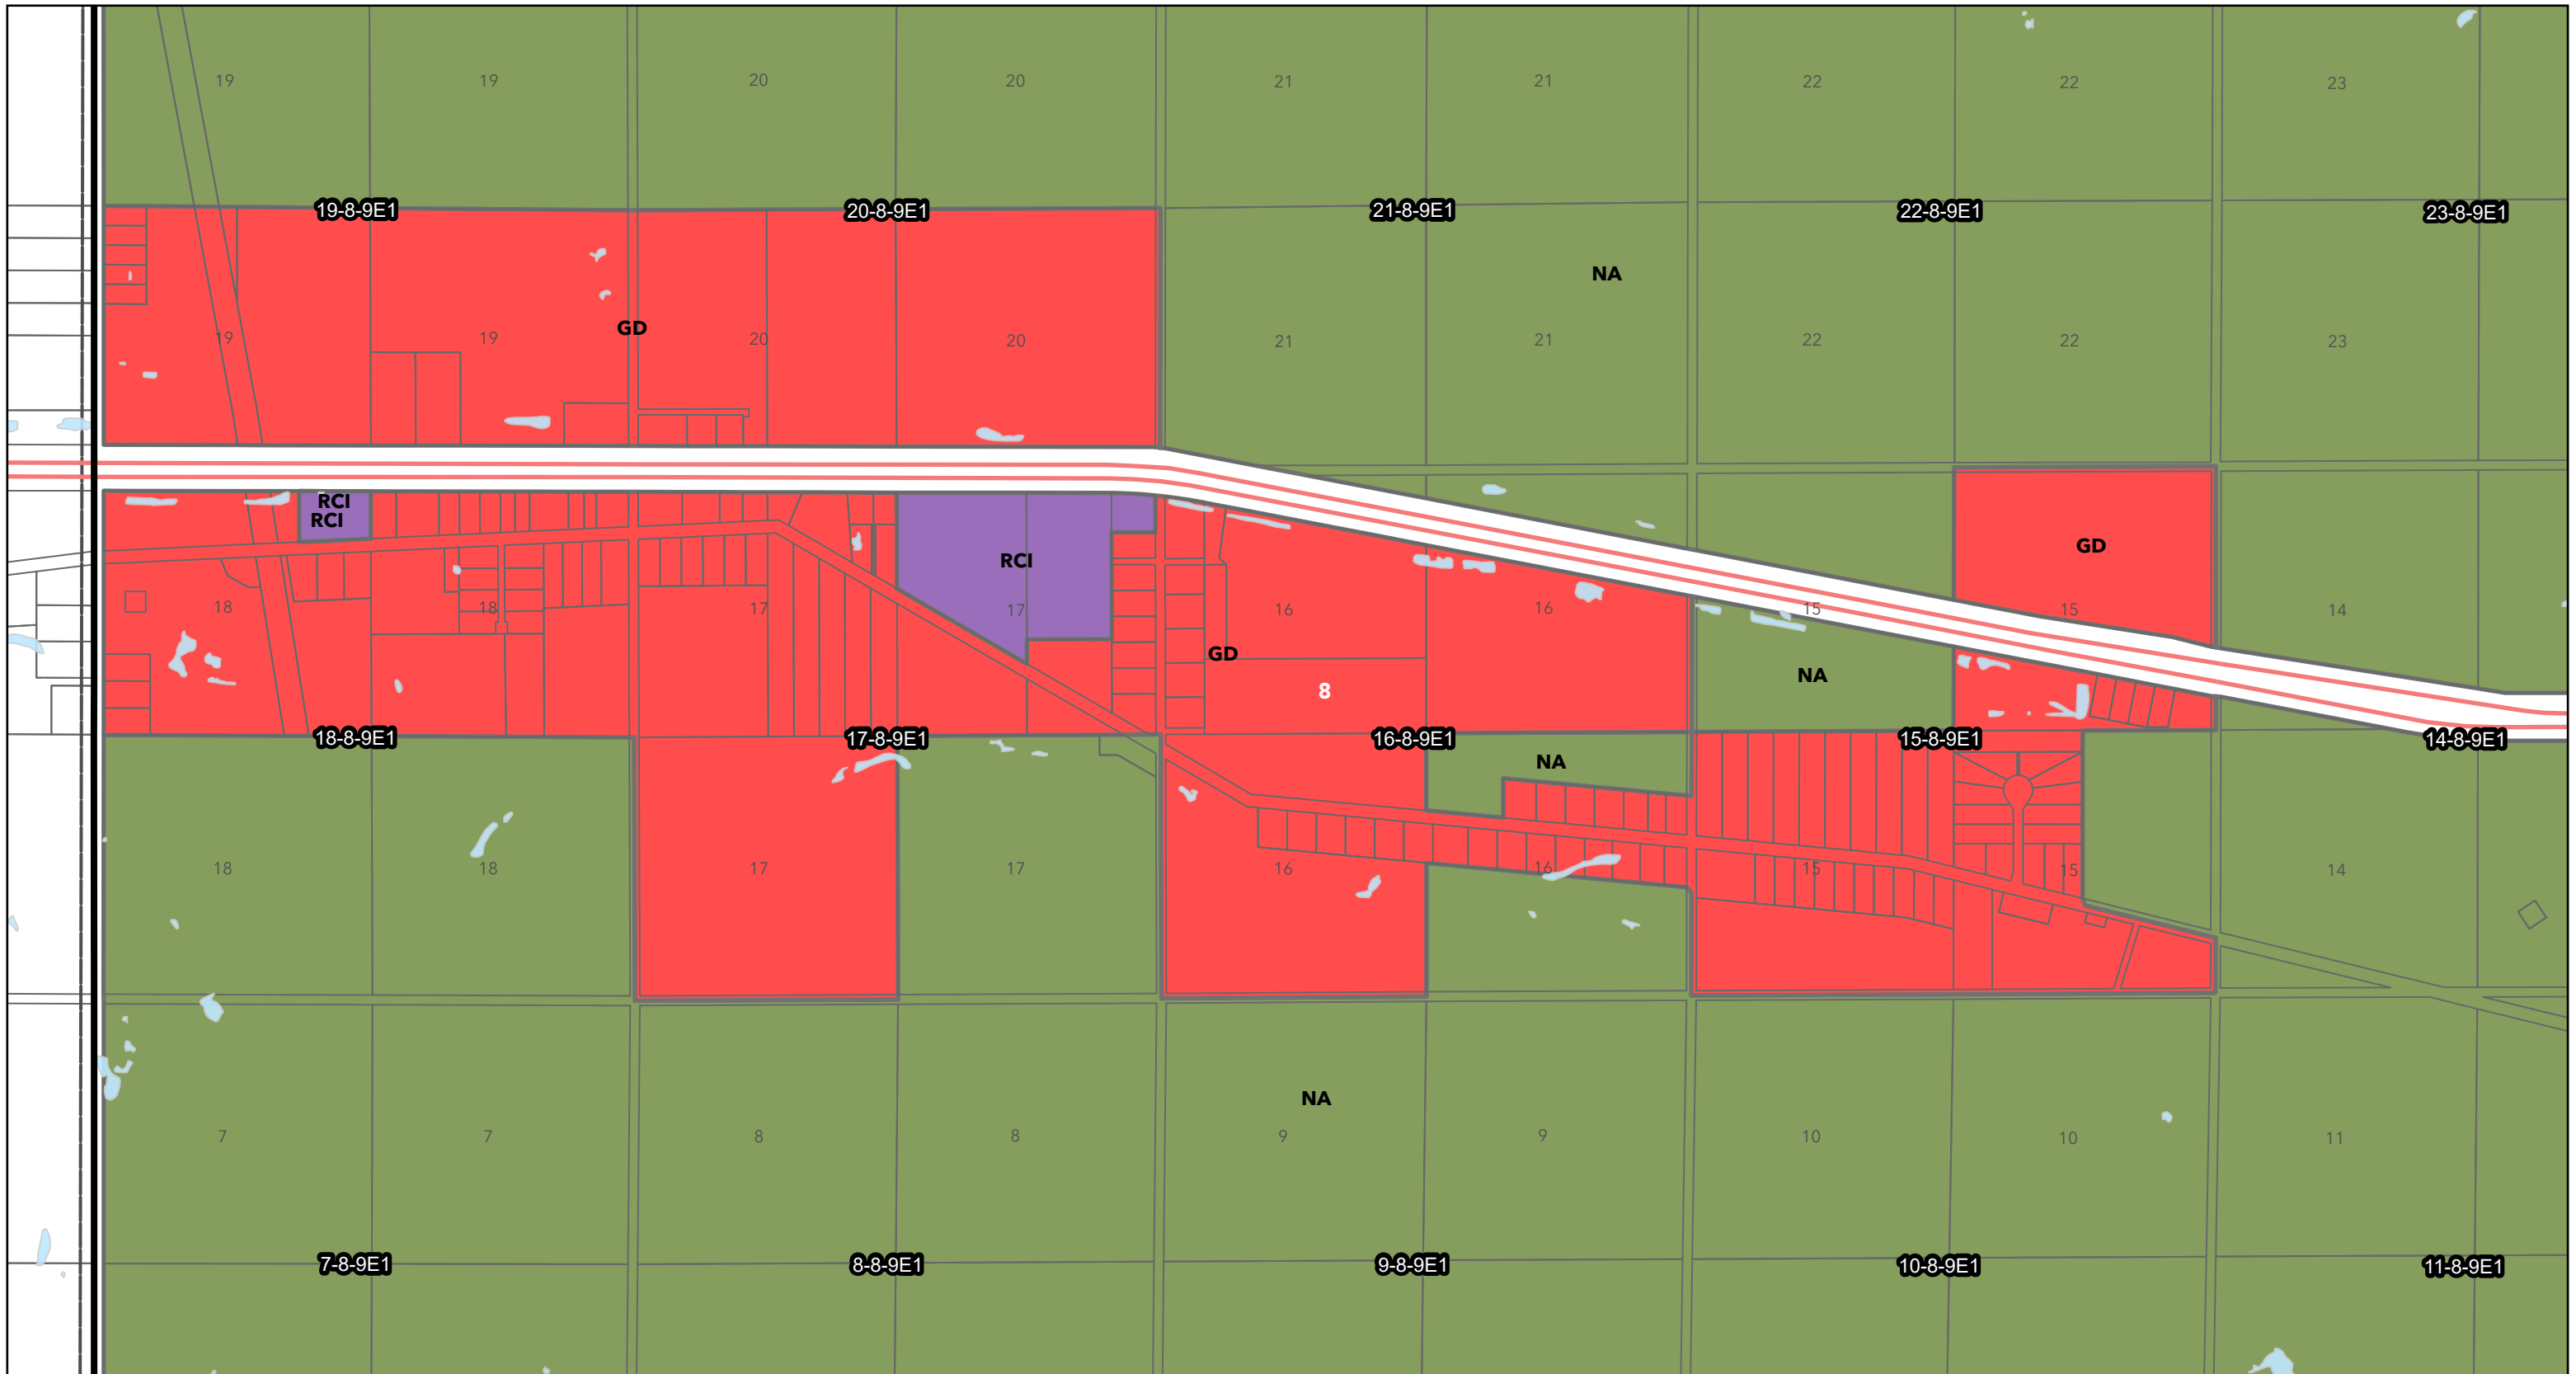 19 19 20 20 21 21 22 22 23
19-8-9E1 20-8-9E1 21-8-9E1 22-8-9E1 23-8-9E1
NA
GD
19 19 20 20 21 21 22 22 23
RCI
RCI
GD
RCI
18 18 17 17 16 16 15 15 14
GD
NA
8
18-8-9E1 17-8-9E1 16-8-9E1 15-8-9E1 14-8-9E1
NA
18 18 17 17 16 16 15 15 14
NA
7 7 8 8 9 9 10 10 11
7-8-9E1 8-8-9E1 9-8-9E1 10-8-9E1 11-8-9E1